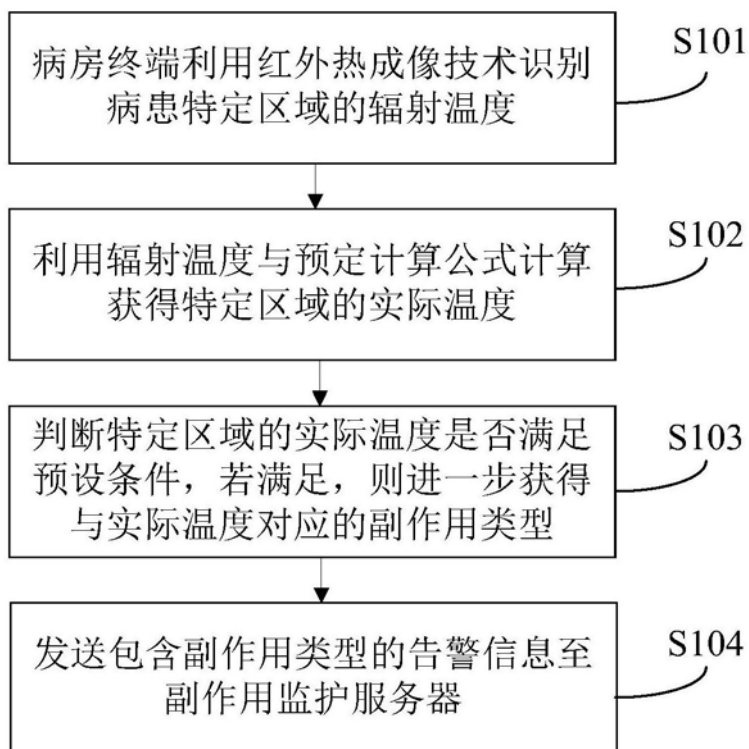 病房终端利用红外热成像技术识别
病患特定区域的辐射温度
S101
利用辐射温度与预定计算公式计算
获得特定区域的实际温度
S102
判断特定区域的实际温度是否满足
预设条件，若满足，则进一步获得
与实际温度对应的副作用类型
S103
发送包含副作用类型的告警信息至
副作用监护服务器
S104